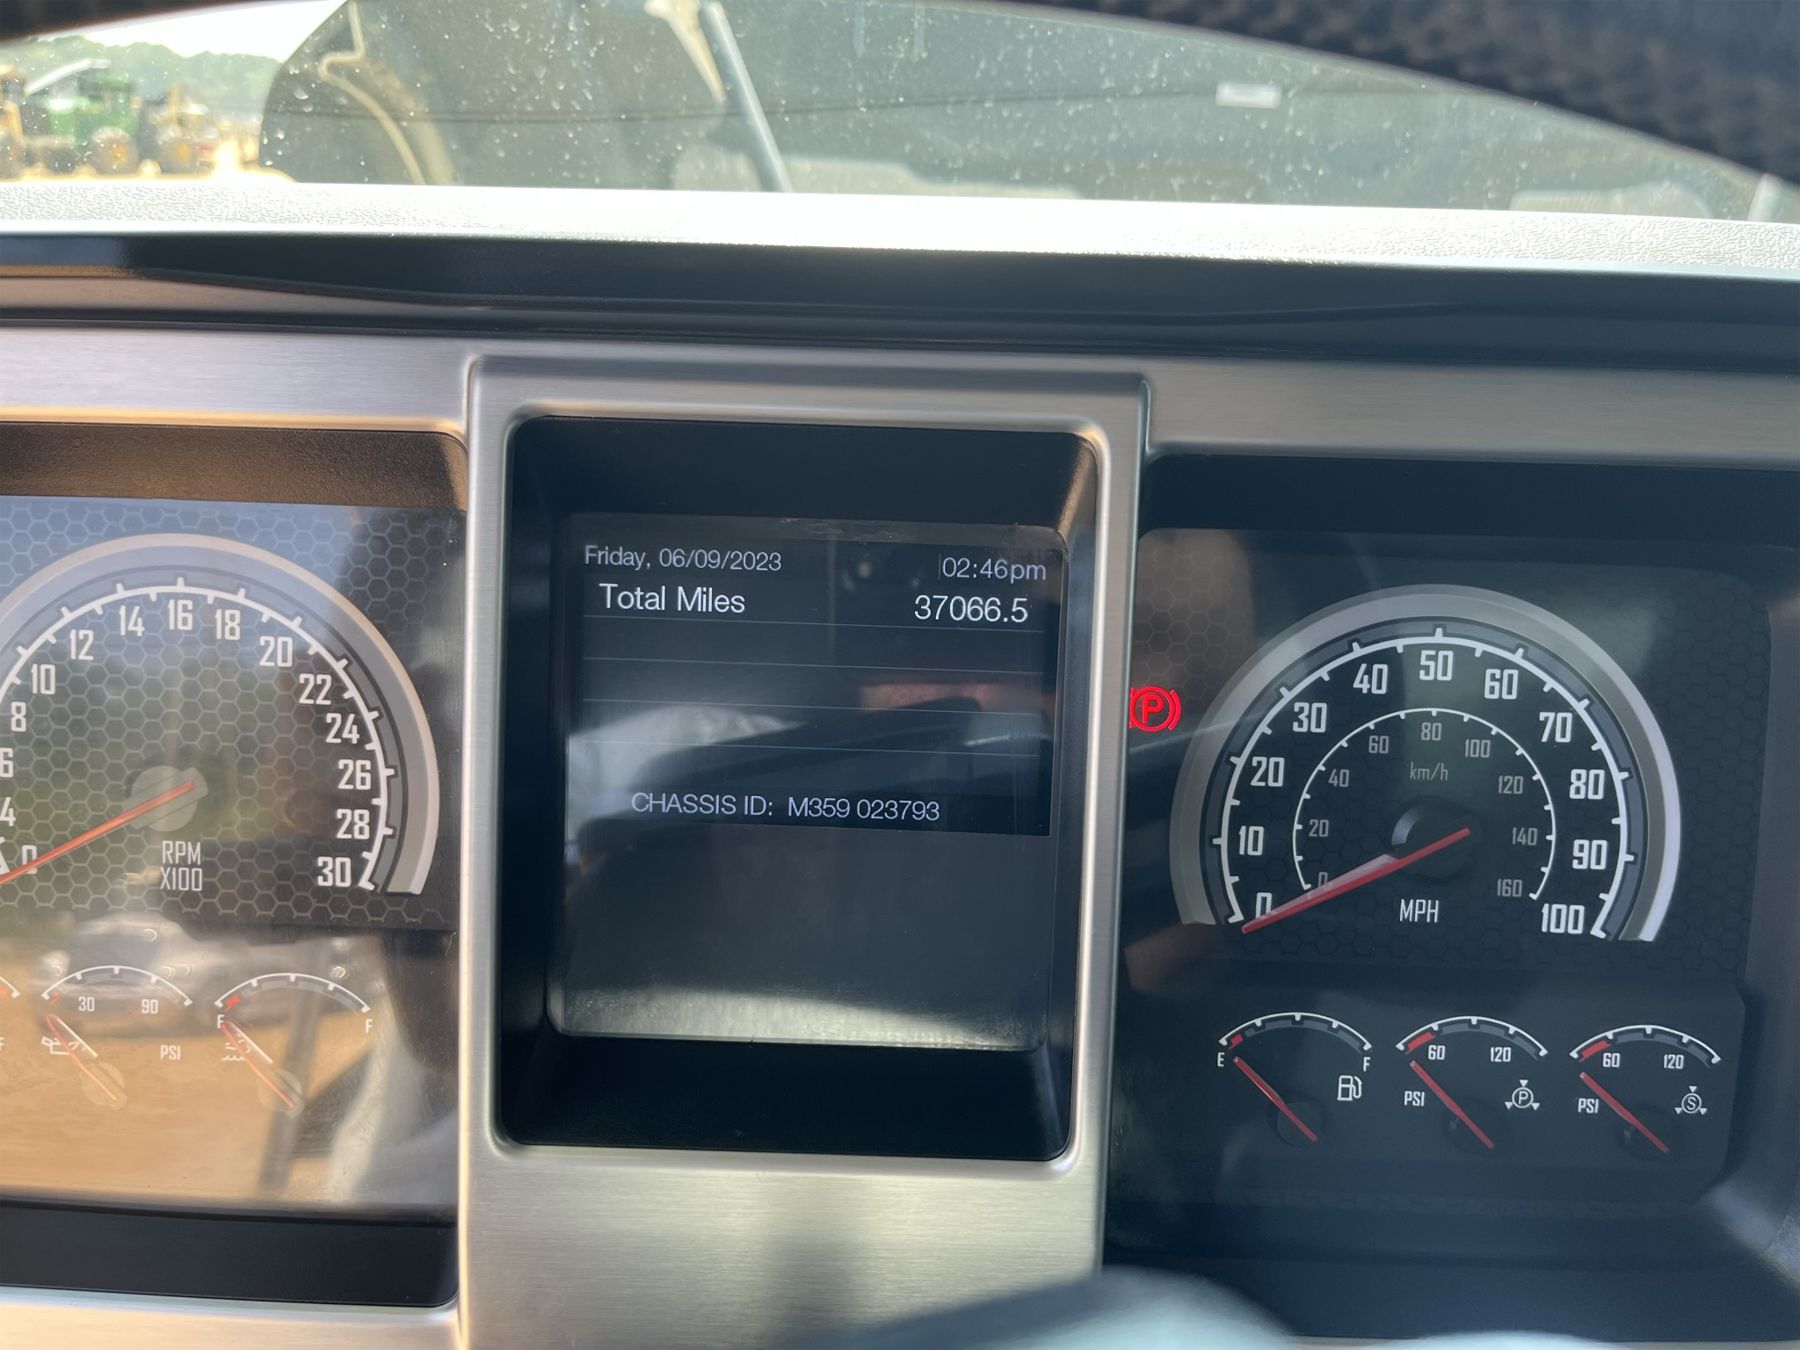 Friday, 06/09/2023 02:46pm
Total Miles 37066.5
CHASSIS ID: M359 023793
0 4 6 8 10 12 14 16 18 20 22 24 26 28 30
RPM
X100
30 90
PSI
F
F
P
0 10 20 30 40 50 60 70 80 90 100
0 20 40 60 80 100 120 140 160
km/h
MPH
E F
60 120
PSI
P
60 120
PSI
S